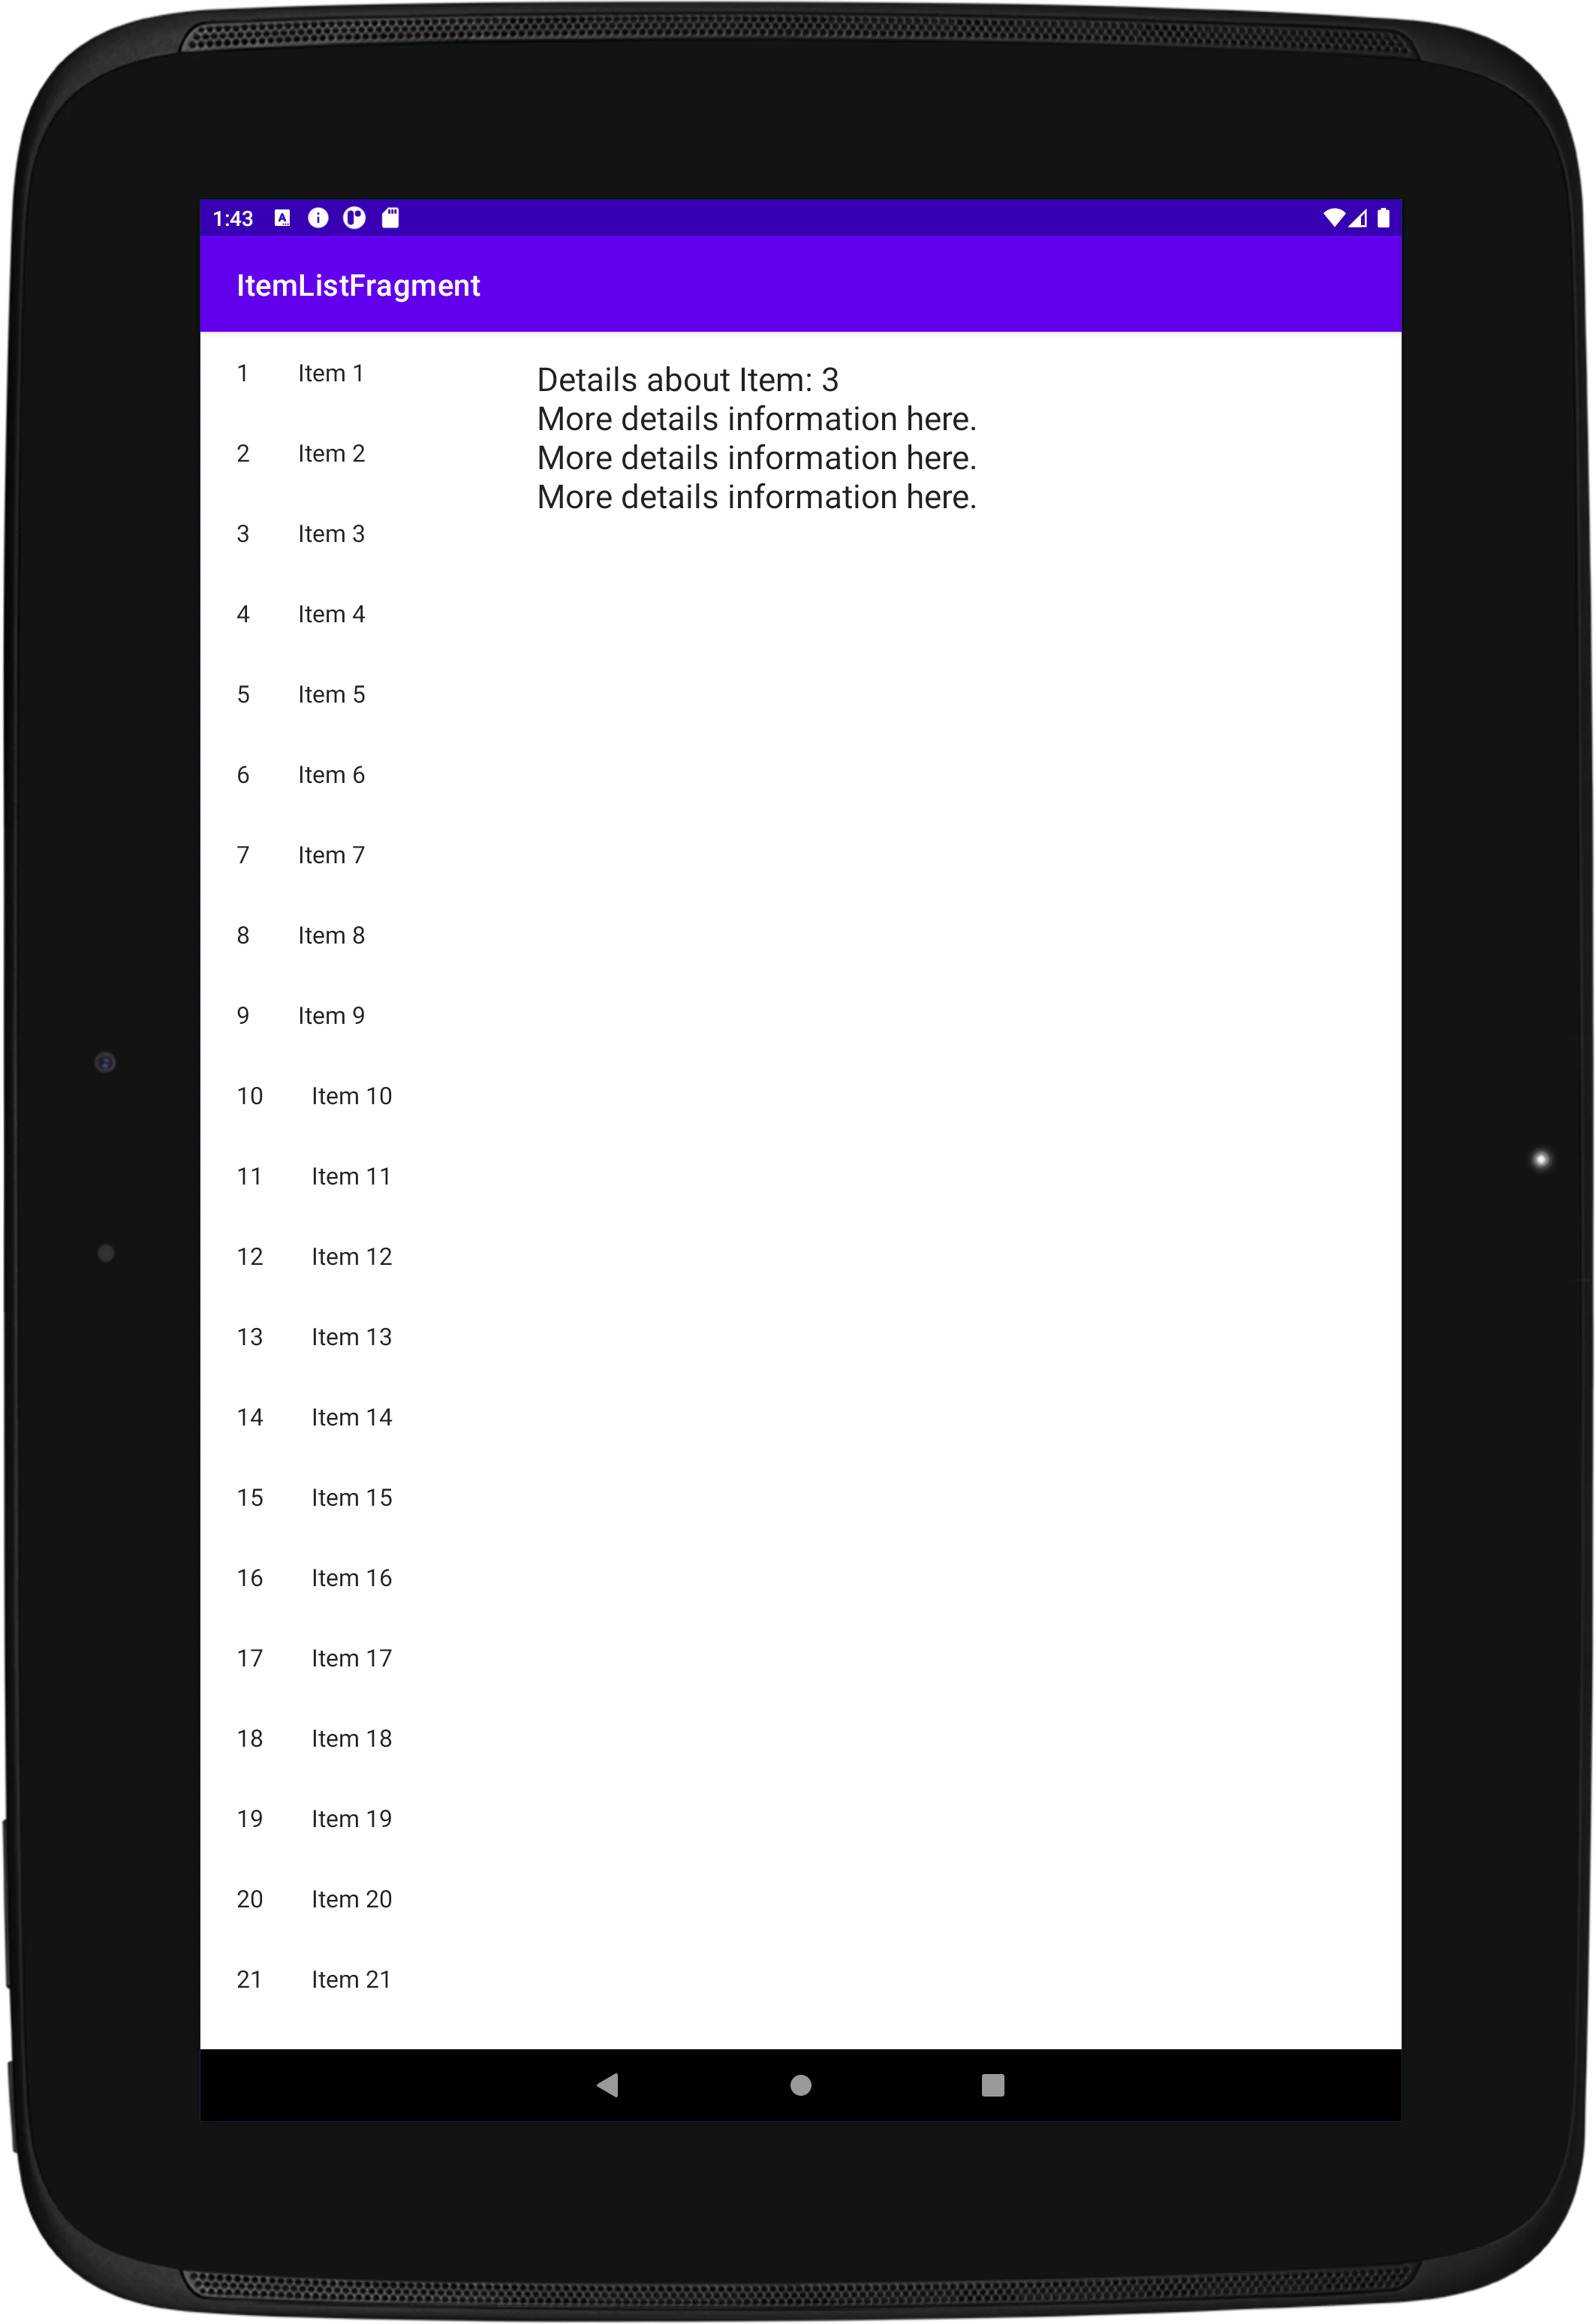 1:43
ItemListFragment
1 Item 1
2 Item 2
3 Item 3
4 Item 4
5 Item 5
6 Item 6
7 Item 7
8 Item 8
9 Item 9
10 Item 10
11 Item 11
12 Item 12
13 Item 13
14 Item 14
15 Item 15
16 Item 16
17 Item 17
18 Item 18
19 Item 19
20 Item 20
21 Item 21
Details about Item: 3
More details information here.
More details information here.
More details information here.